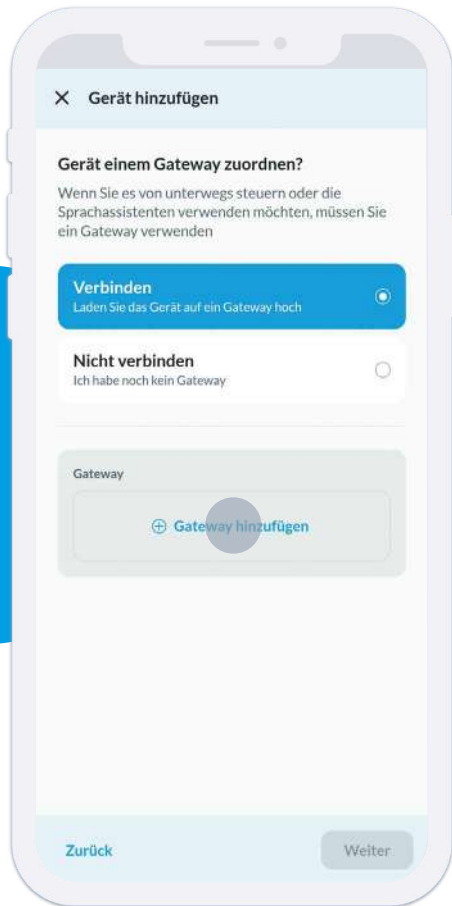 Gerät hinzufügen
Gerät einem Gateway zuordnen?
Wenn Sie es von unterwegs steuern oder die
Sprachassistenten verwenden möchten, müssen Sie
ein Gateway verwenden
Verbinden
Laden Sie das Gerät auf ein Gateway hoch
Nicht verbinden
Ich habe noch kein Gateway
Gateway
Gateway hinzufügen
Zurück
Weiter